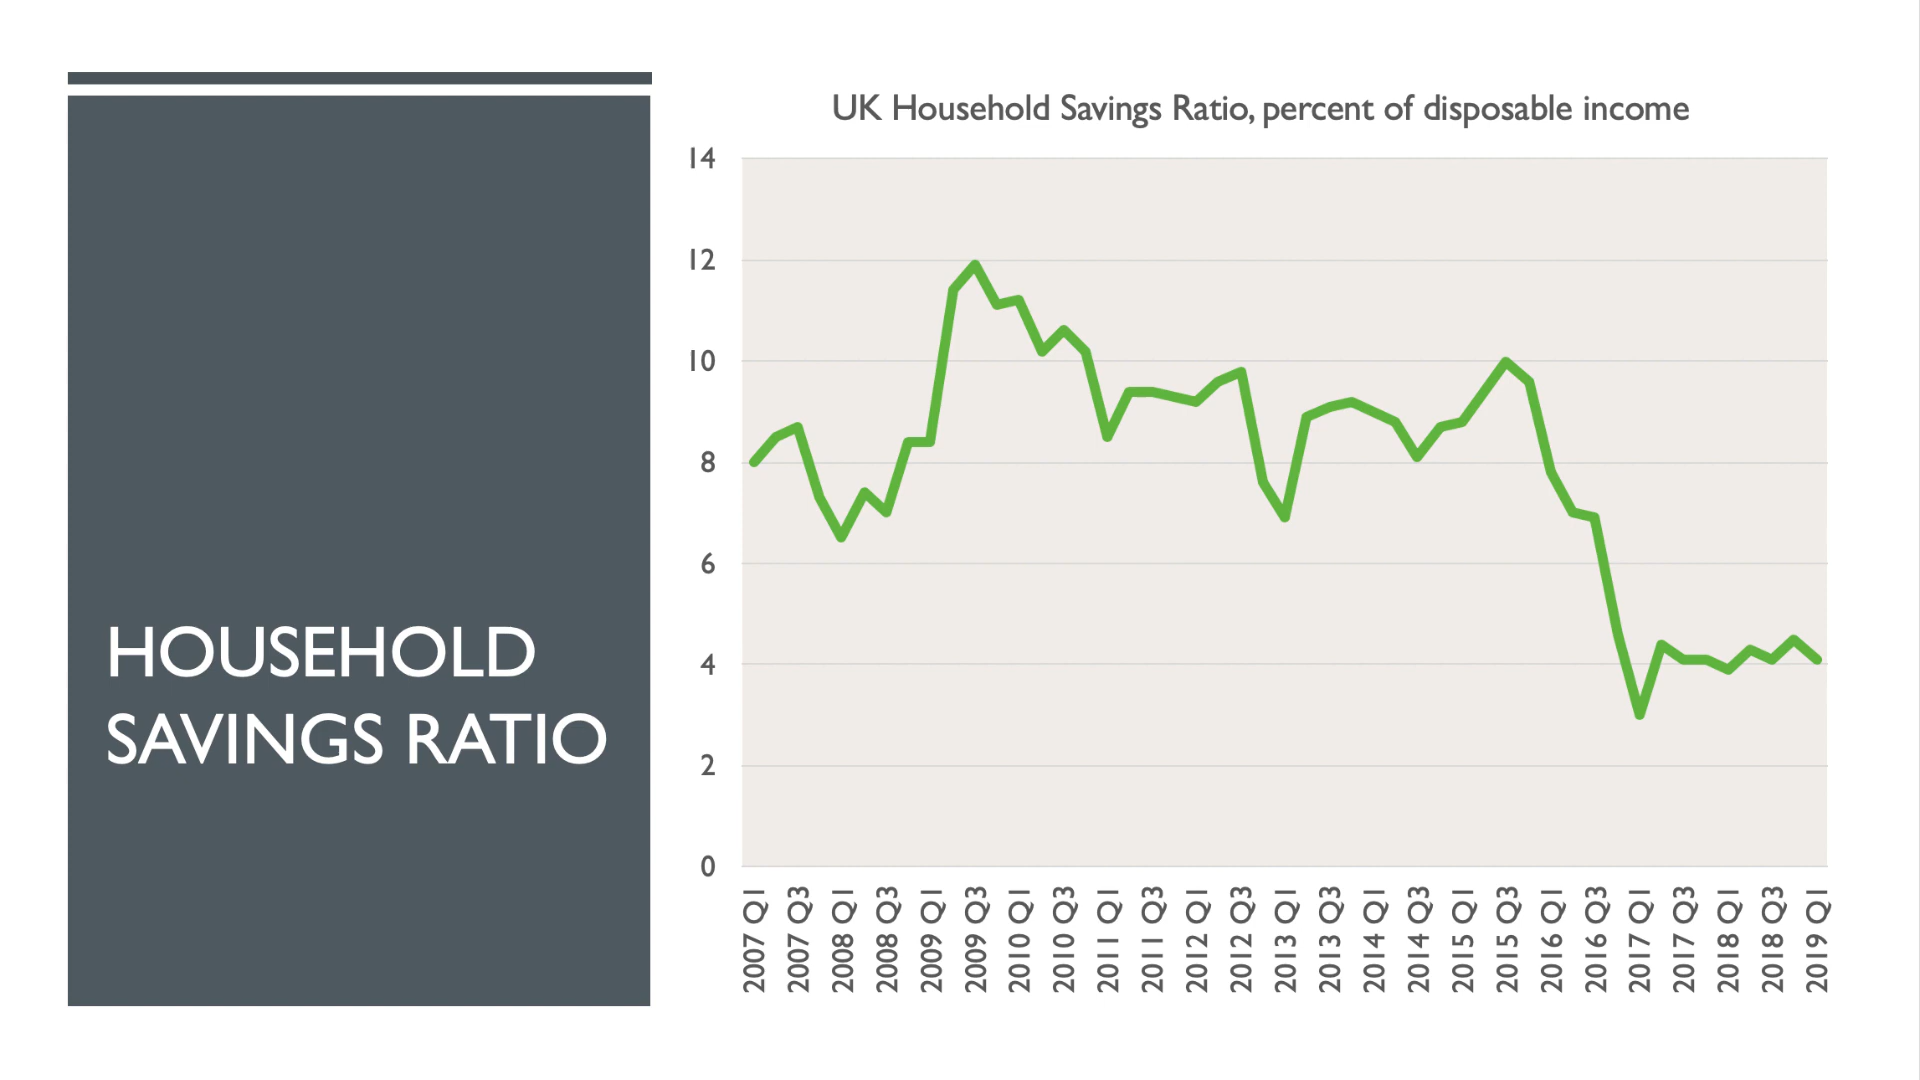 HOUSEHOLD
SAVINGS RATIO
UK Household Savings Ratio, percent of disposable income
14
12
10
8
6
4
2
0
2007 Q1
2007 Q3
2008 Q1
2008 Q3
2009 Q1
2009 Q3
2010 Q1
2010 Q3
2011 Q1
2011 Q3
2012 Q1
2012 Q3
2013 Q1
2013 Q3
2014 Q1
2014 Q3
2015 Q1
2015 Q3
2016 Q1
2016 Q3
2017 Q1
2017 Q3
2018 Q1
2018 Q3
2019 Q1